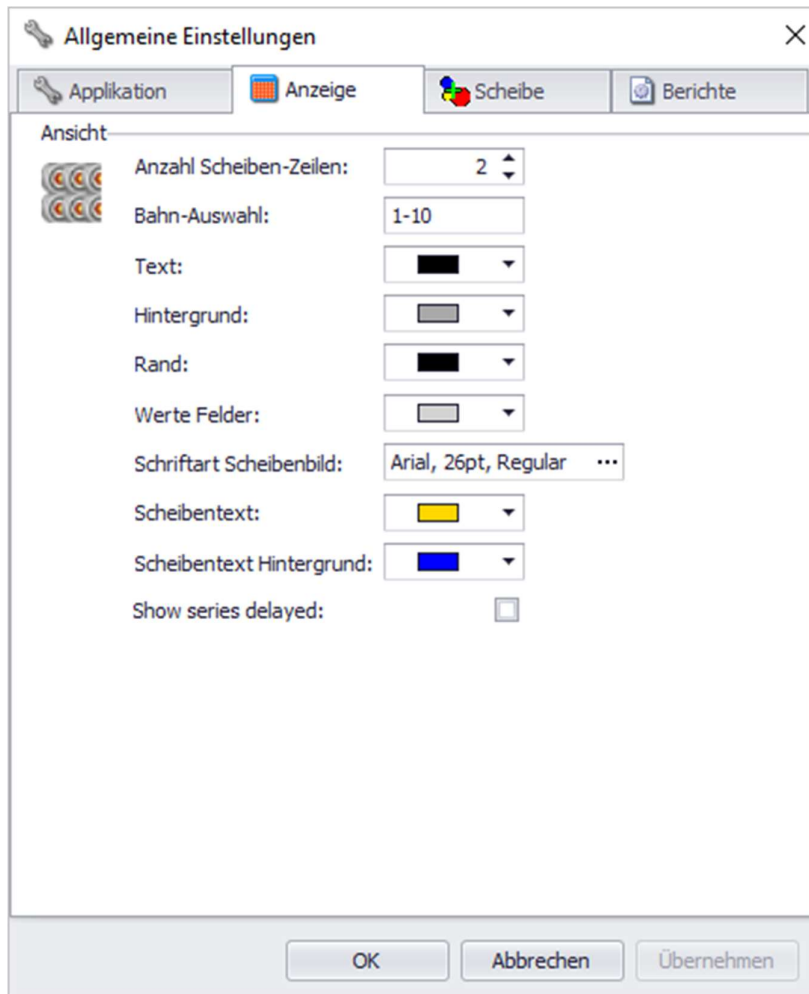 Allgemeine Einstellungen
Applikation Anzeige Scheibe Berichte
Ansicht
Anzahl Scheiben-Zeilen: 2
Bahn-Auswahl: 1-10
Text:
Hintergrund:
Rand:
Werte Felder:
Schriftart Scheibenbild: Arial, 26pt, Regular ...
Scheibentext:
Scheibentext Hintergrund:
Show series delayed:
OK Abbrechen Übernehmen